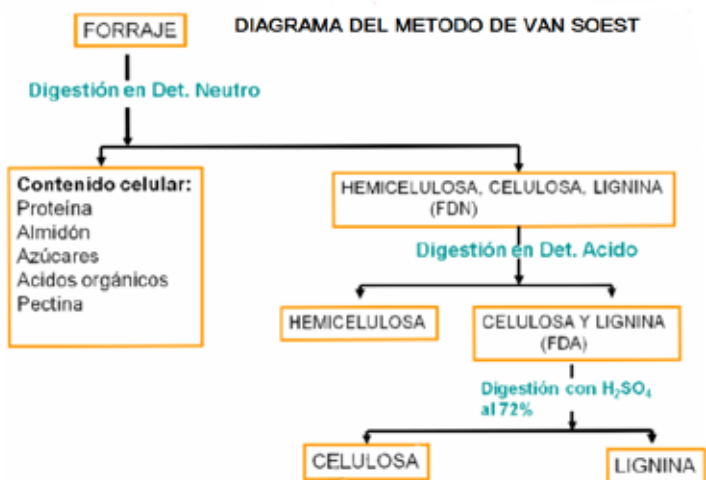 DIAGRAMA DEL METODO DE VAN SOEST
FORRAJE
Digestión en Det. Neutro
Contenido celular:
Proteína
Almidón
Azúcares
Acidos orgánicos
Pectina
HEMICELULOSA, CELULOSA, LIGNINA
(FDN)
Digestión en Det. Acido
HEMICELULOSA
CELULOSA Y LIGNINA
(FDA)
Digestión con H₂SO₄
al 72%
CELULOSA
LIGNINA